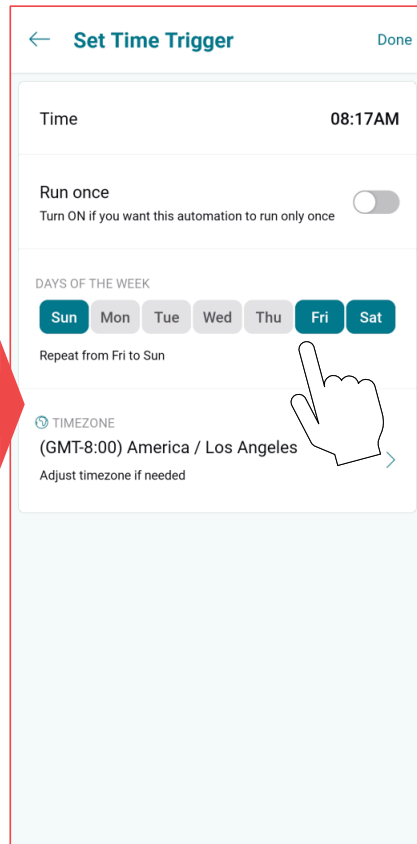 Set Time Trigger Done
Time 08:17AM
Run once
Turn ON if you want this automation to run only once
DAYS OF THE WEEK
Sun Mon Tue Wed Thu Fri Sat
Repeat from Fri to Sun
TIMEZONE
(GMT-8:00) America / Los Angeles
Adjust timezone if needed